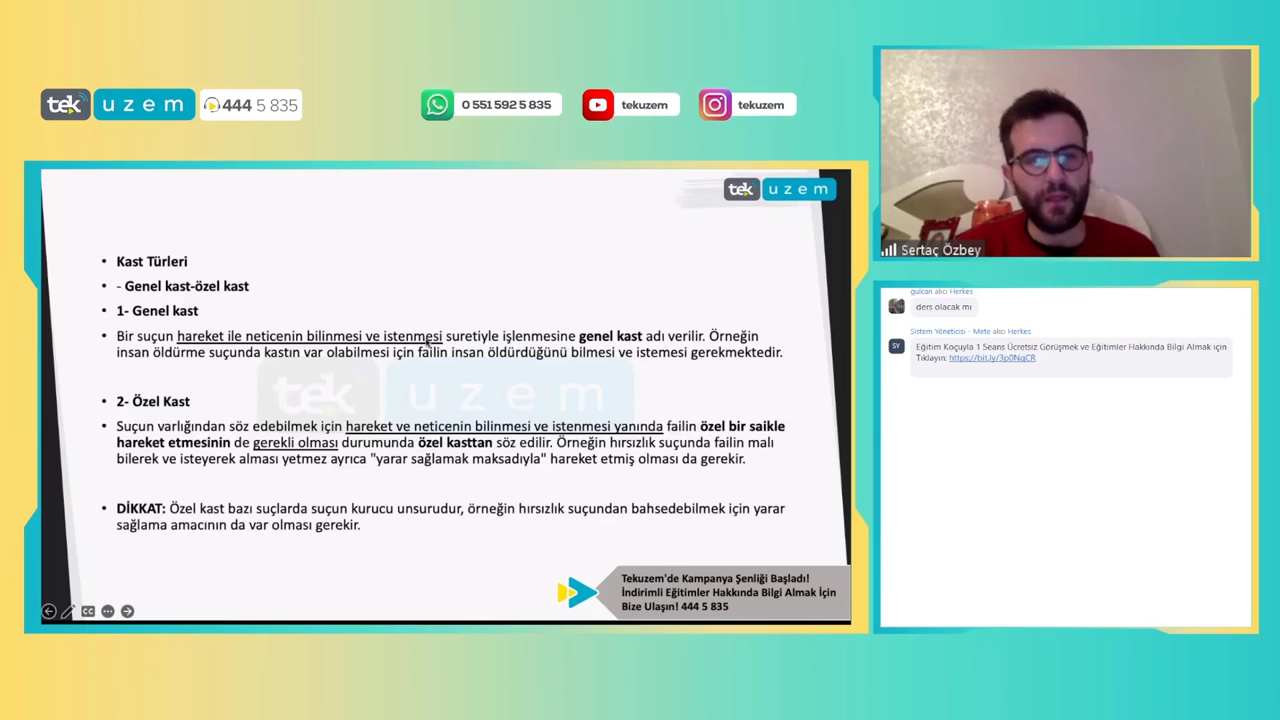 tek uzem 444 5 835
0 551 592 5 835
tekuzem
tekuzem
tek uzem
• Kast Türleri
• - Genel kast-özel kast
• 1- Genel kast
• Bir suçun hareket ile neticenin bilinmesi ve istenmesi suretiyle işlenmesine genel kast adı verilir. Örneğin
insan öldürme suçunda kastın var olabilmesi için failin insan öldürdüğünü bilmesi ve istemesi gerekmektedir.
tek uzem
• 2- Özel Kast
• Suçun varlığından söz edebilmek için hareket ve neticenin bilinmesi ve istenmesi yanında failin özel bir saikle
hareket etmesinin de gerekli olması durumunda özel kasttan söz edilir. Örneğin hırsızlık suçunda failin malı
bilerek ve isteyerek alması yetmez ayrıca "yarar sağlamak maksadıyla" hareket etmiş olması da gerekir.
• DİKKAT: Özel kast bazı suçlarda suçun kurucu unsurudur, örneğin hırsızlık suçundan bahsedebilmek için yarar
sağlama amacının da var olması gerekir.
CC
Tekuzem'de Kampanya Şenliği Başladı!
İndirimli Eğitimler Hakkında Bilgi Almak İçin
Bize Ulaşın! 444 5 835
Sertaç Özbey
gulcan alıcı Herkes
ders olacak mı
Sistem Yöneticisi - Mete alıcı Herkes
SY
Eğitim Koçuyla 1 Seans Ücretsiz Görüşmek ve Eğitimler Hakkında Bilgi Almak için
Tıklayın: https://bit.ly/3p0NqCR